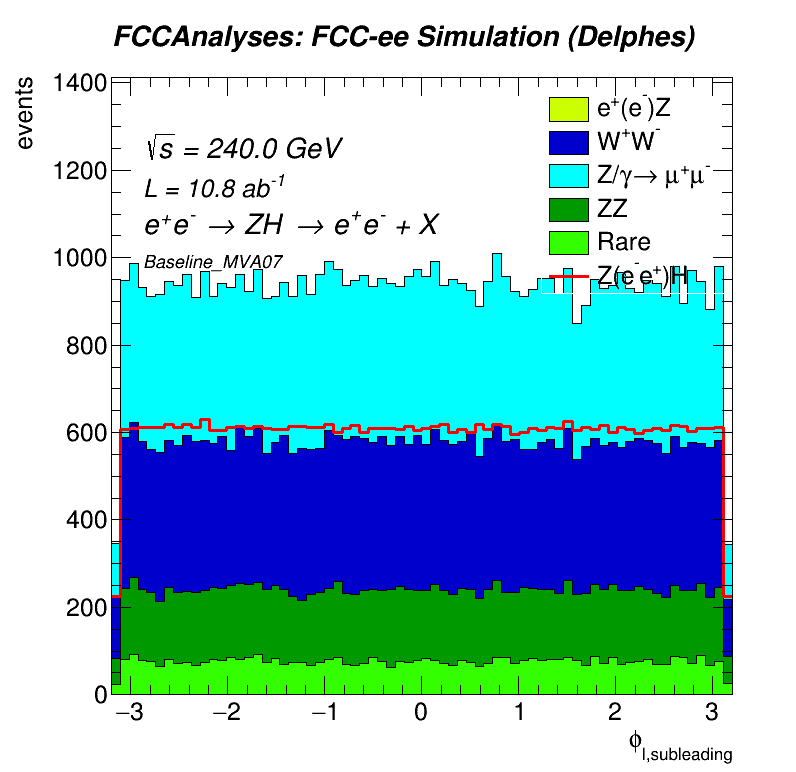 FCCAnalyses: FCC-ee Simulation (Delphes)
events
1400
1200
1000
800
600
400
200
0
√s = 240.0 GeV
L = 10.8 ab⁻¹
e⁺e⁻ → ZH → e⁺e⁻ + X
Baseline_MVA07
e⁺(e⁻)Z
W⁺W⁻
Z/γ→ μ⁺μ⁻
ZZ
Rare
Z(e⁻e⁺)H
−3 −2 −1 0 1 2 3
ϕl,subleading